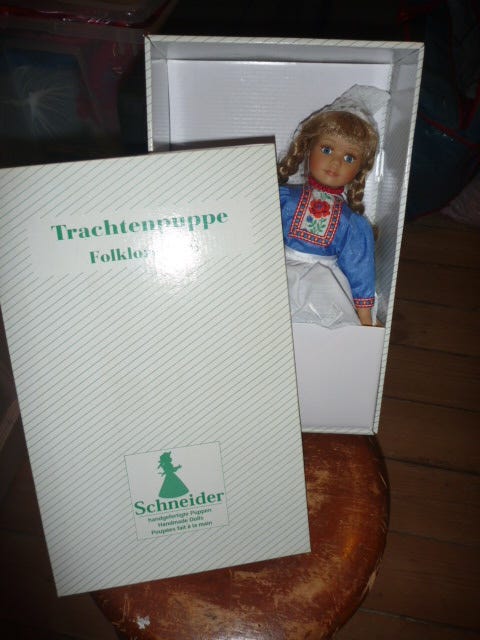 Trachtenpuppe
Schneider
handgefertigte Puppen
Handmade Dolls
Poupées fait à la main